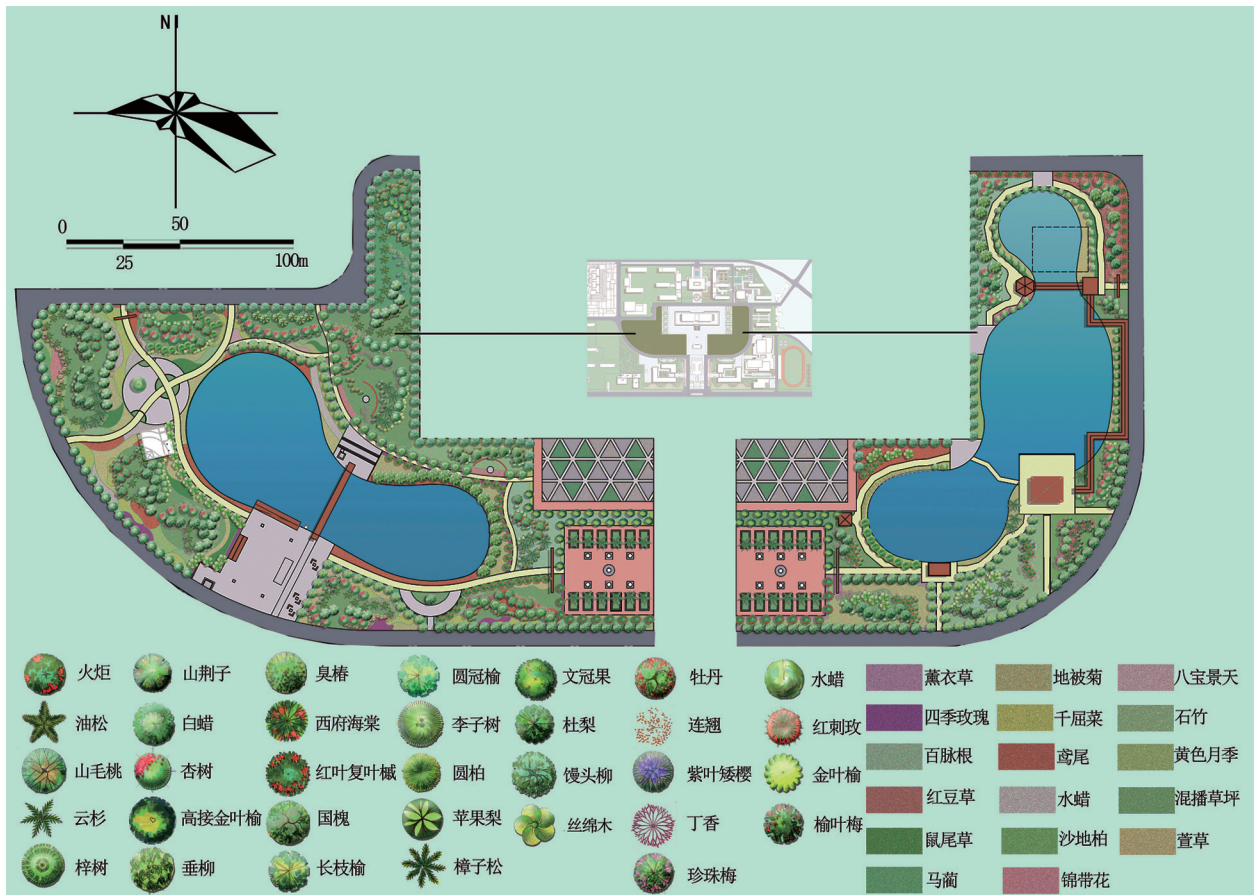 N
0 50
25 100m
火炬 山荆子 臭椿 圆冠榆 文冠果 牡丹 水蜡 薰衣草 地被菊 八宝景天
油松 白蜡 西府海棠 李子树 杜梨 连翘 红刺玫 四季玫瑰 千屈菜 石竹
山毛桃 杏树 红叶复叶槭 圆柏 馒头柳 紫叶矮樱 金叶榆 百脉根 鸢尾 黄色月季
云杉 高接金叶榆 国槐 苹果梨 丝绵木 丁香 榆叶梅 红豆草 水蜡 混播草坪
梓树 垂柳 长枝榆 樟子松 珍珠梅 鼠尾草 沙地柏 萱草
马蔺 锦带花